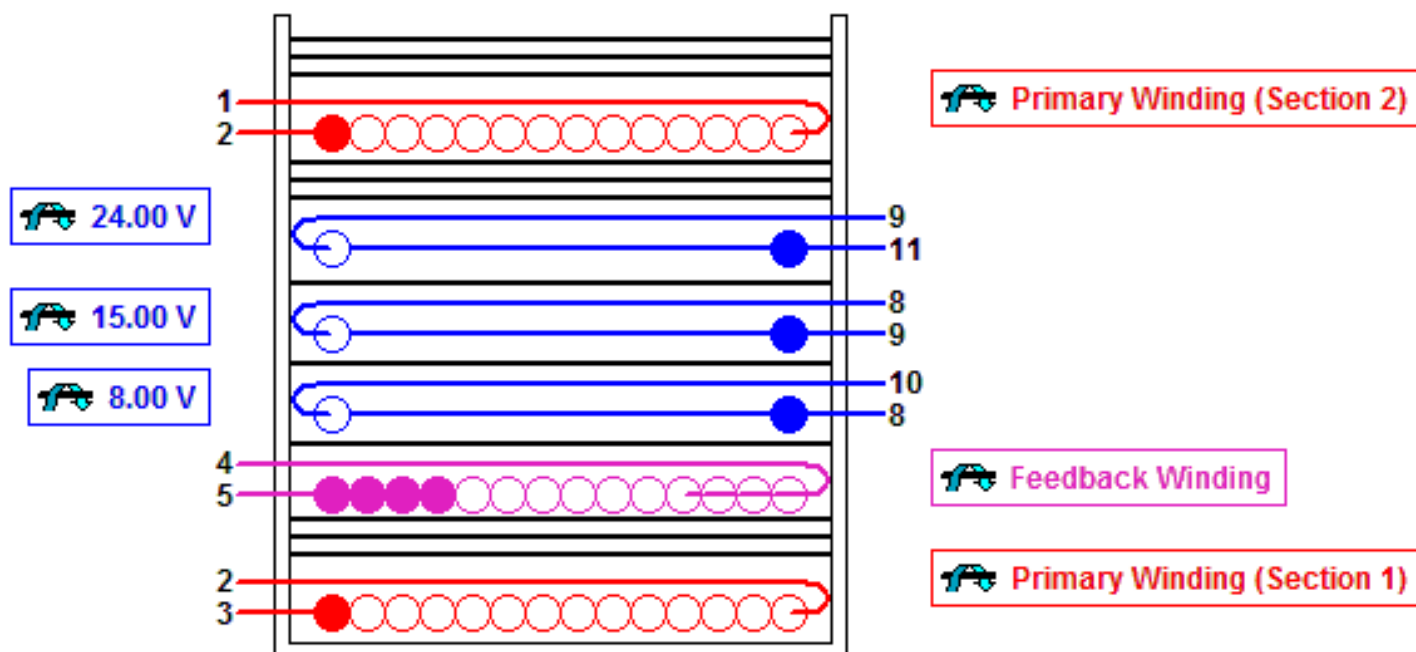 1
Primary Winding (Section 2)
2
24.00 V
9
11
15.00 V
8
9
8.00 V
10
8
4
Feedback Winding
5
2
Primary Winding (Section 1)
3